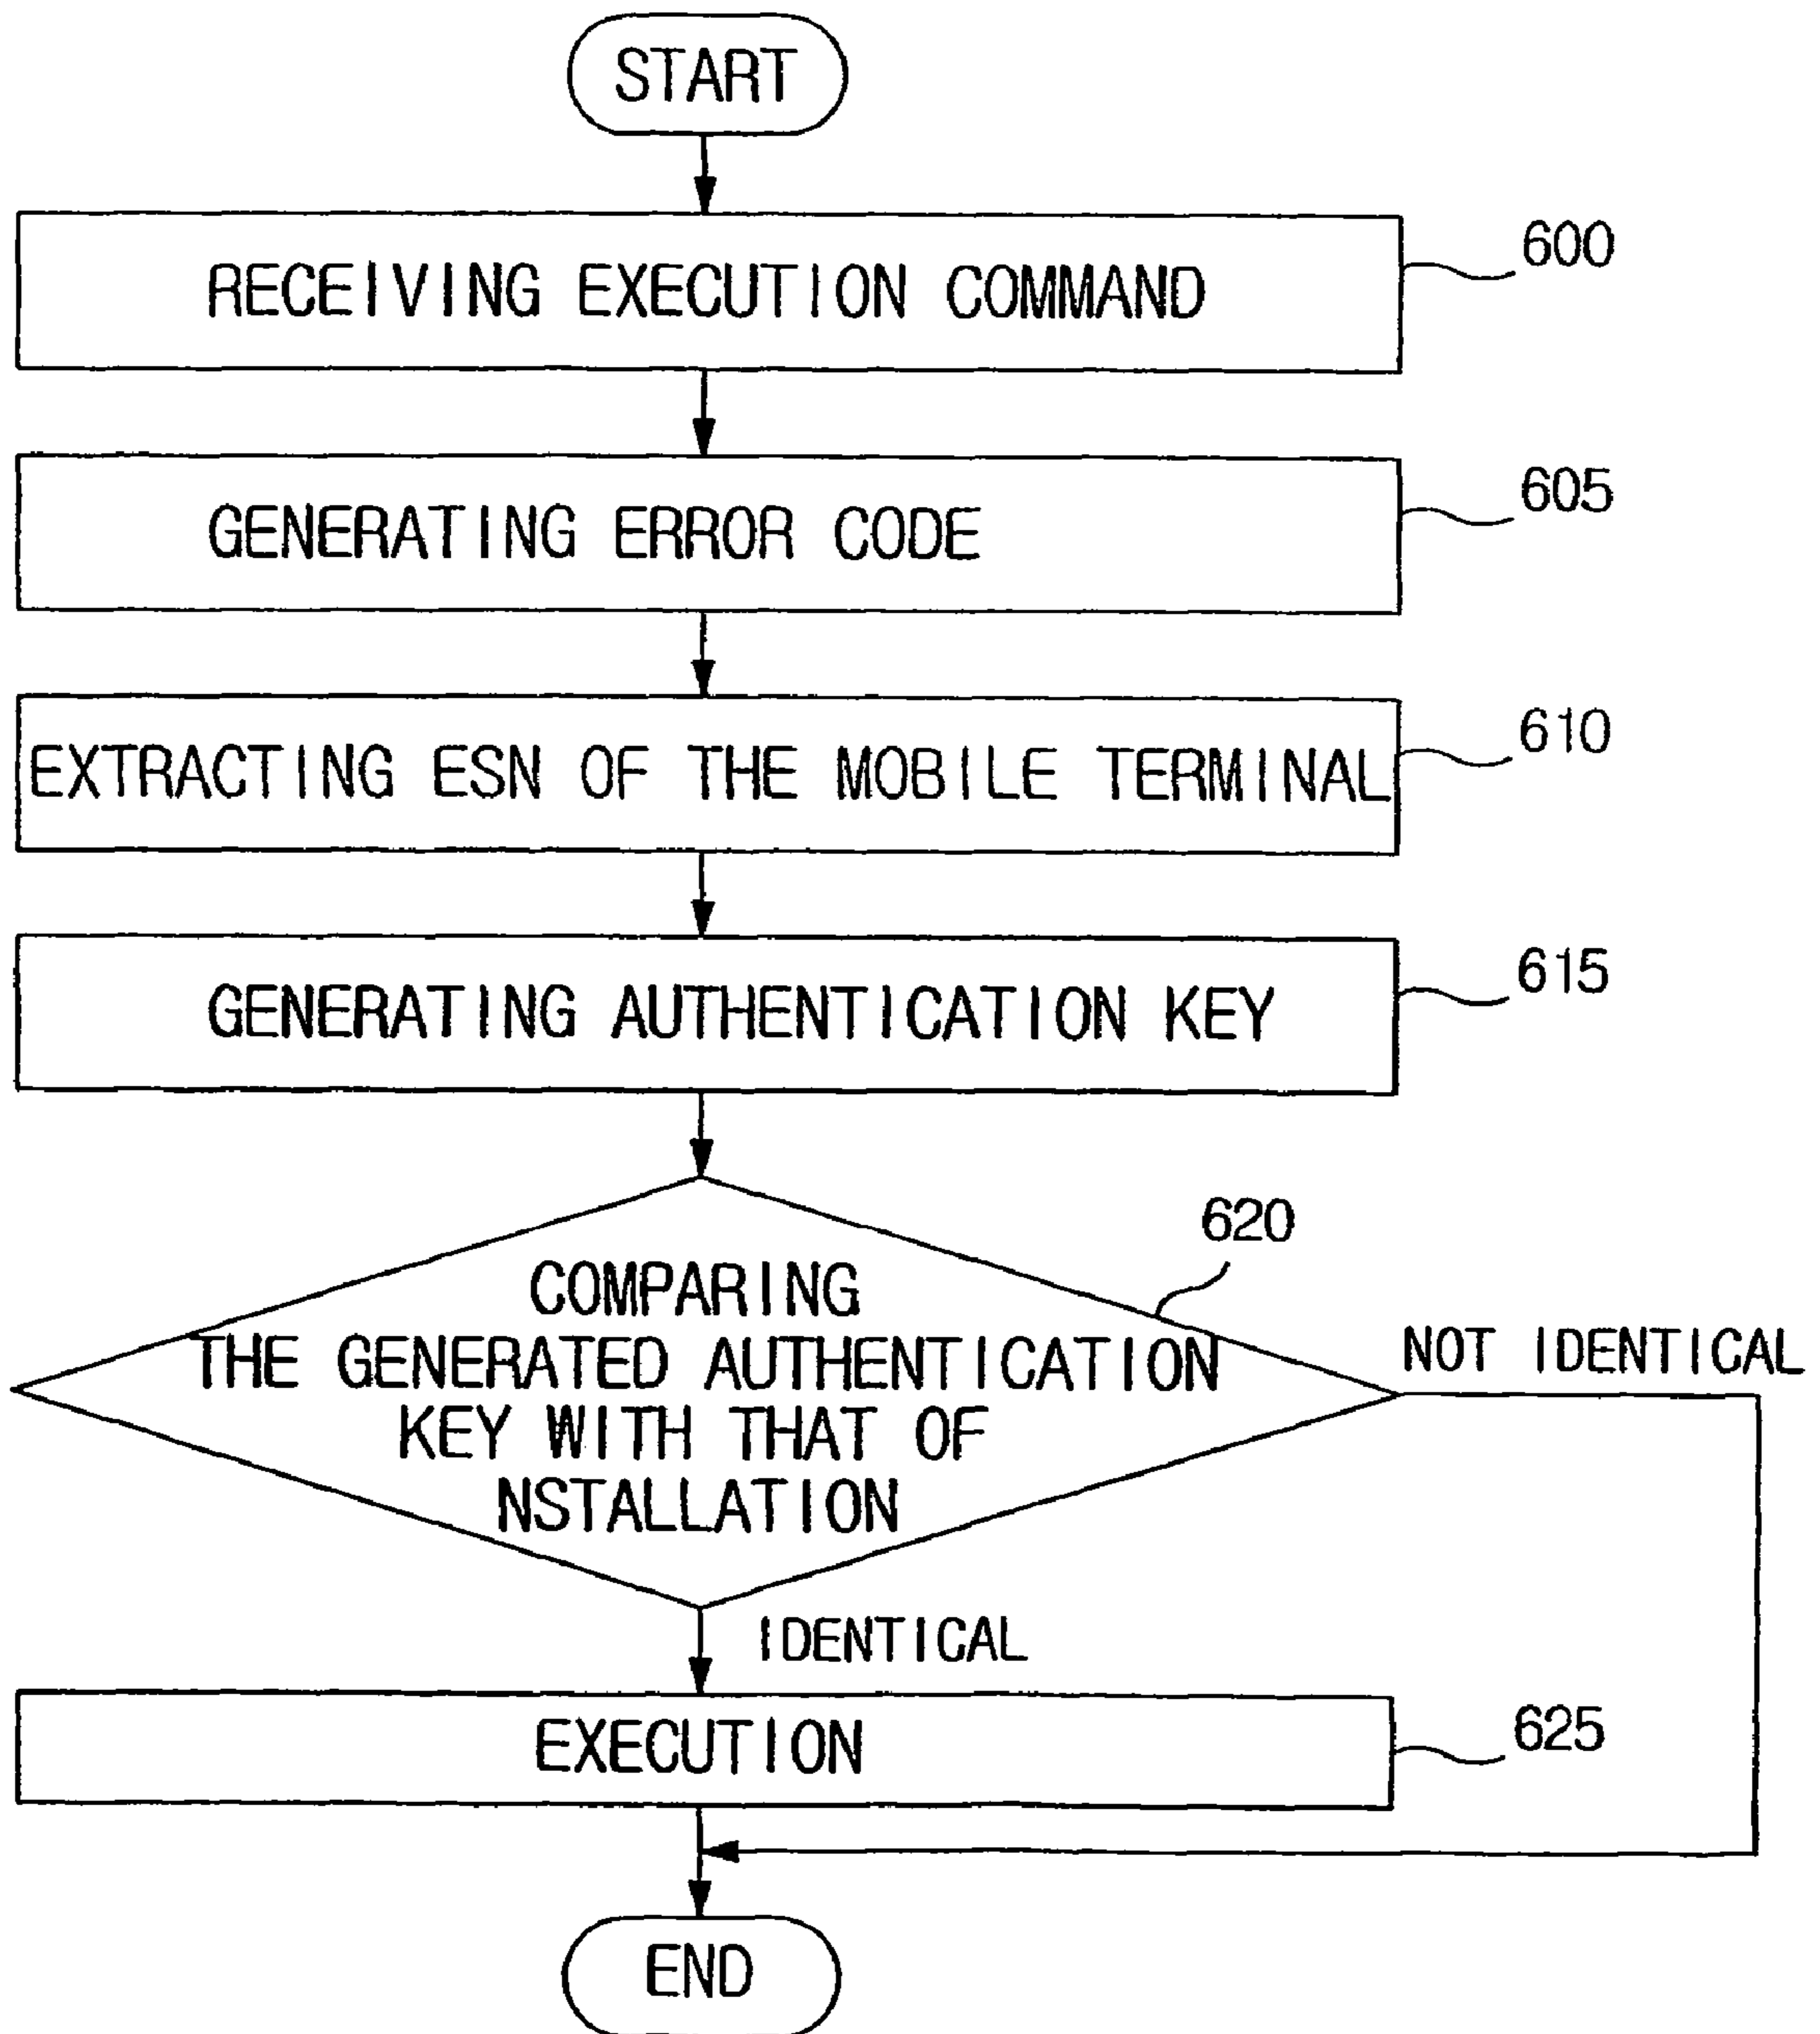 START
RECEIVING EXECUTION COMMAND
600
GENERATING ERROR CODE
605
EXTRACTING ESN OF THE MOBILE TERMINAL
610
GENERATING AUTHENTICATION KEY
615
620
COMPARING
THE GENERATED AUTHENTICATION
KEY WITH THAT OF
NSTALLATION
NOT IDENTICAL
IDENTICAL
EXECUTION
625
END